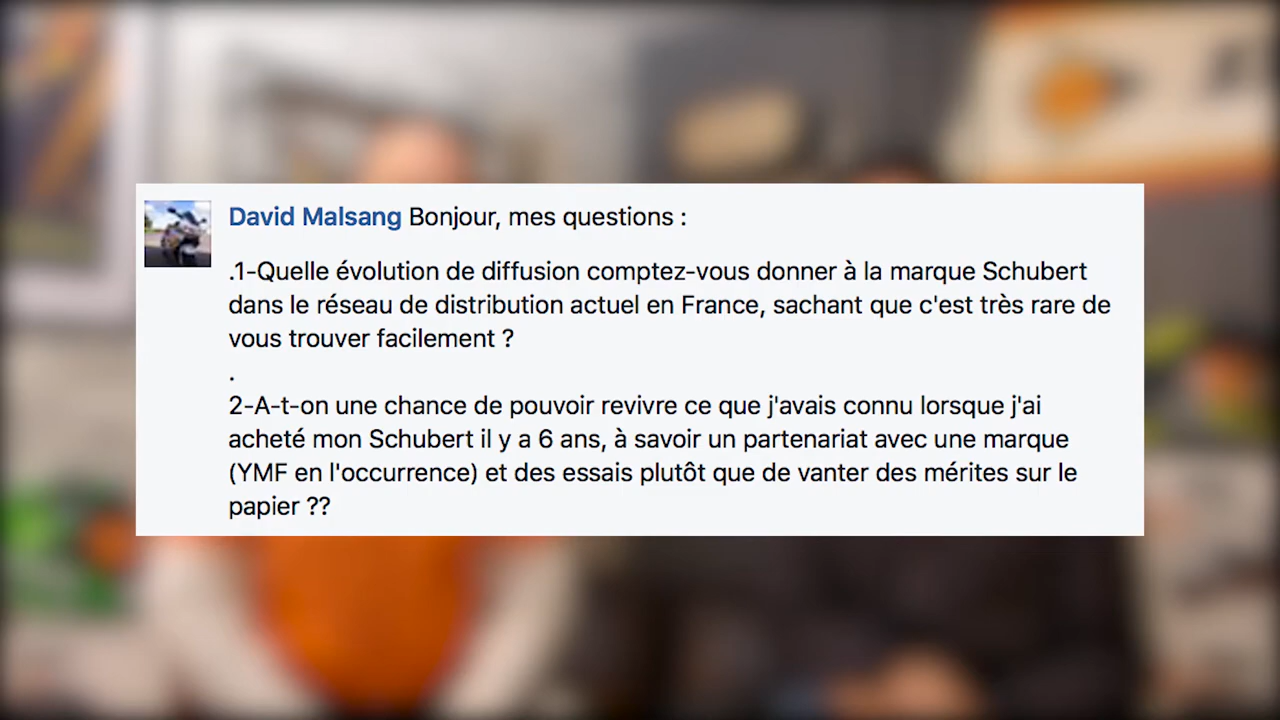 David Malsang Bonjour, mes questions :
.1-Quelle évolution de diffusion comptez-vous donner à la marque Schubert
dans le réseau de distribution actuel en France, sachant que c'est très rare de
vous trouver facilement ?
.
2-A-t-on une chance de pouvoir revivre ce que j'avais connu lorsque j'ai
acheté mon Schubert il y a 6 ans, à savoir un partenariat avec une marque
(YMF en l'occurrence) et des essais plutôt que de vanter des mérites sur le
papier ??